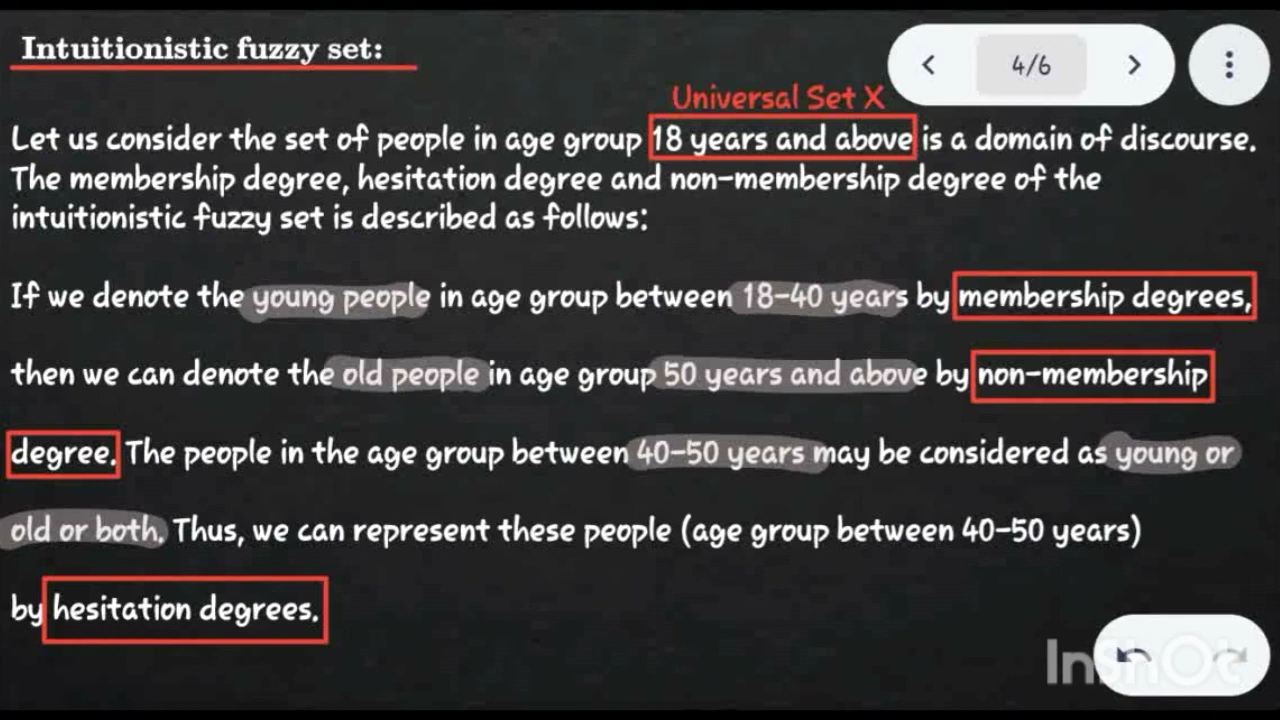 Intuitionistic fuzzy set:
4/6
Universal Set X
Let us consider the set of people in age group 18 years and above is a domain of discourse.
The membership degree, hesitation degree and non-membership degree of the
intuitionistic fuzzy set is described as follows:
If we denote the young people in age group between 18-40 years by membership degrees,
then we can denote the old people in age group 50 years and above by non-membership
degree. The people in the age group between 40-50 years may be considered as young or
old or both. Thus, we can represent these people (age group between 40-50 years)
by hesitation degrees.
InShOt